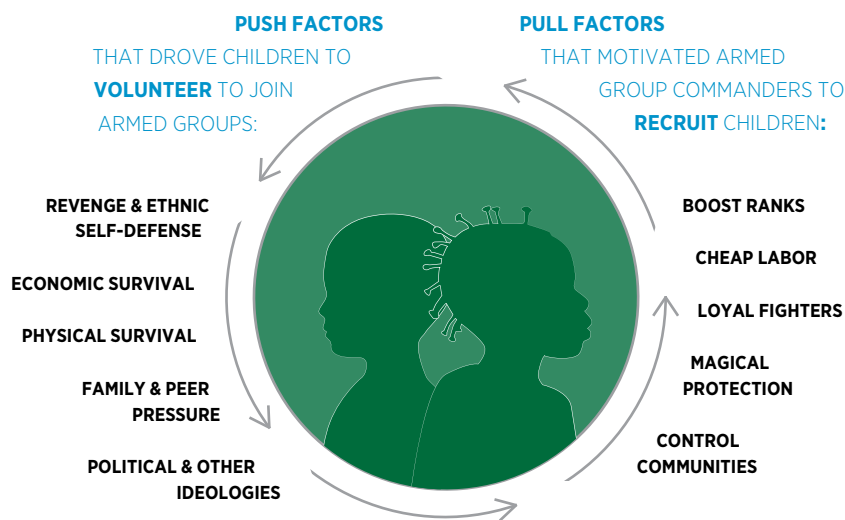 PUSH FACTORS
THAT DROVE CHILDREN TO
VOLUNTEER TO JOIN
ARMED GROUPS:
REVENGE & ETHNIC
SELF-DEFENSE
ECONOMIC SURVIVAL
PHYSICAL SURVIVAL
FAMILY & PEER
PRESSURE
POLITICAL & OTHER
IDEOLOGIES
PULL FACTORS
THAT MOTIVATED ARMED
GROUP COMMANDERS TO
RECRUIT CHILDREN:
BOOST RANKS
CHEAP LABOR
LOYAL FIGHTERS
MAGICAL
PROTECTION
CONTROL
COMMUNITIES